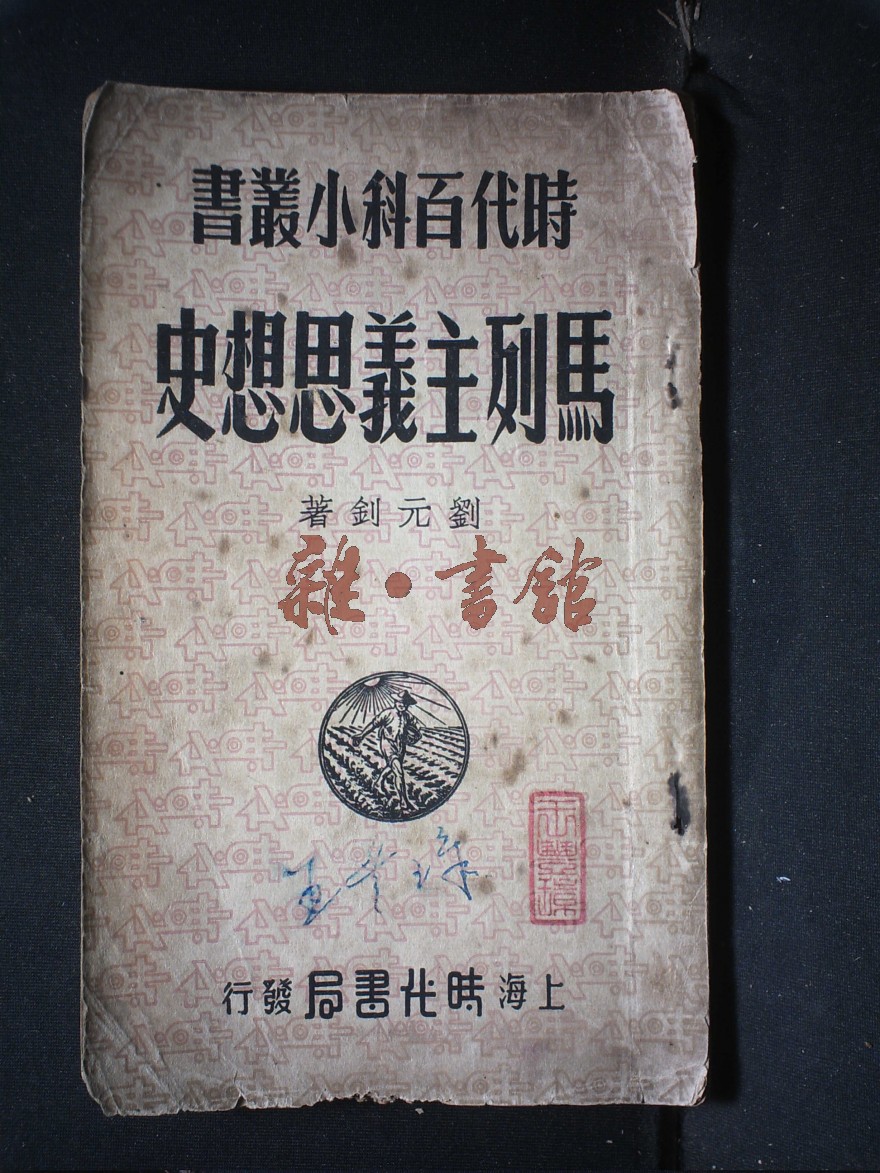 時代百科小叢書
馬列主義思想史
劉元釗著
雜·書館
上海時代書局發行